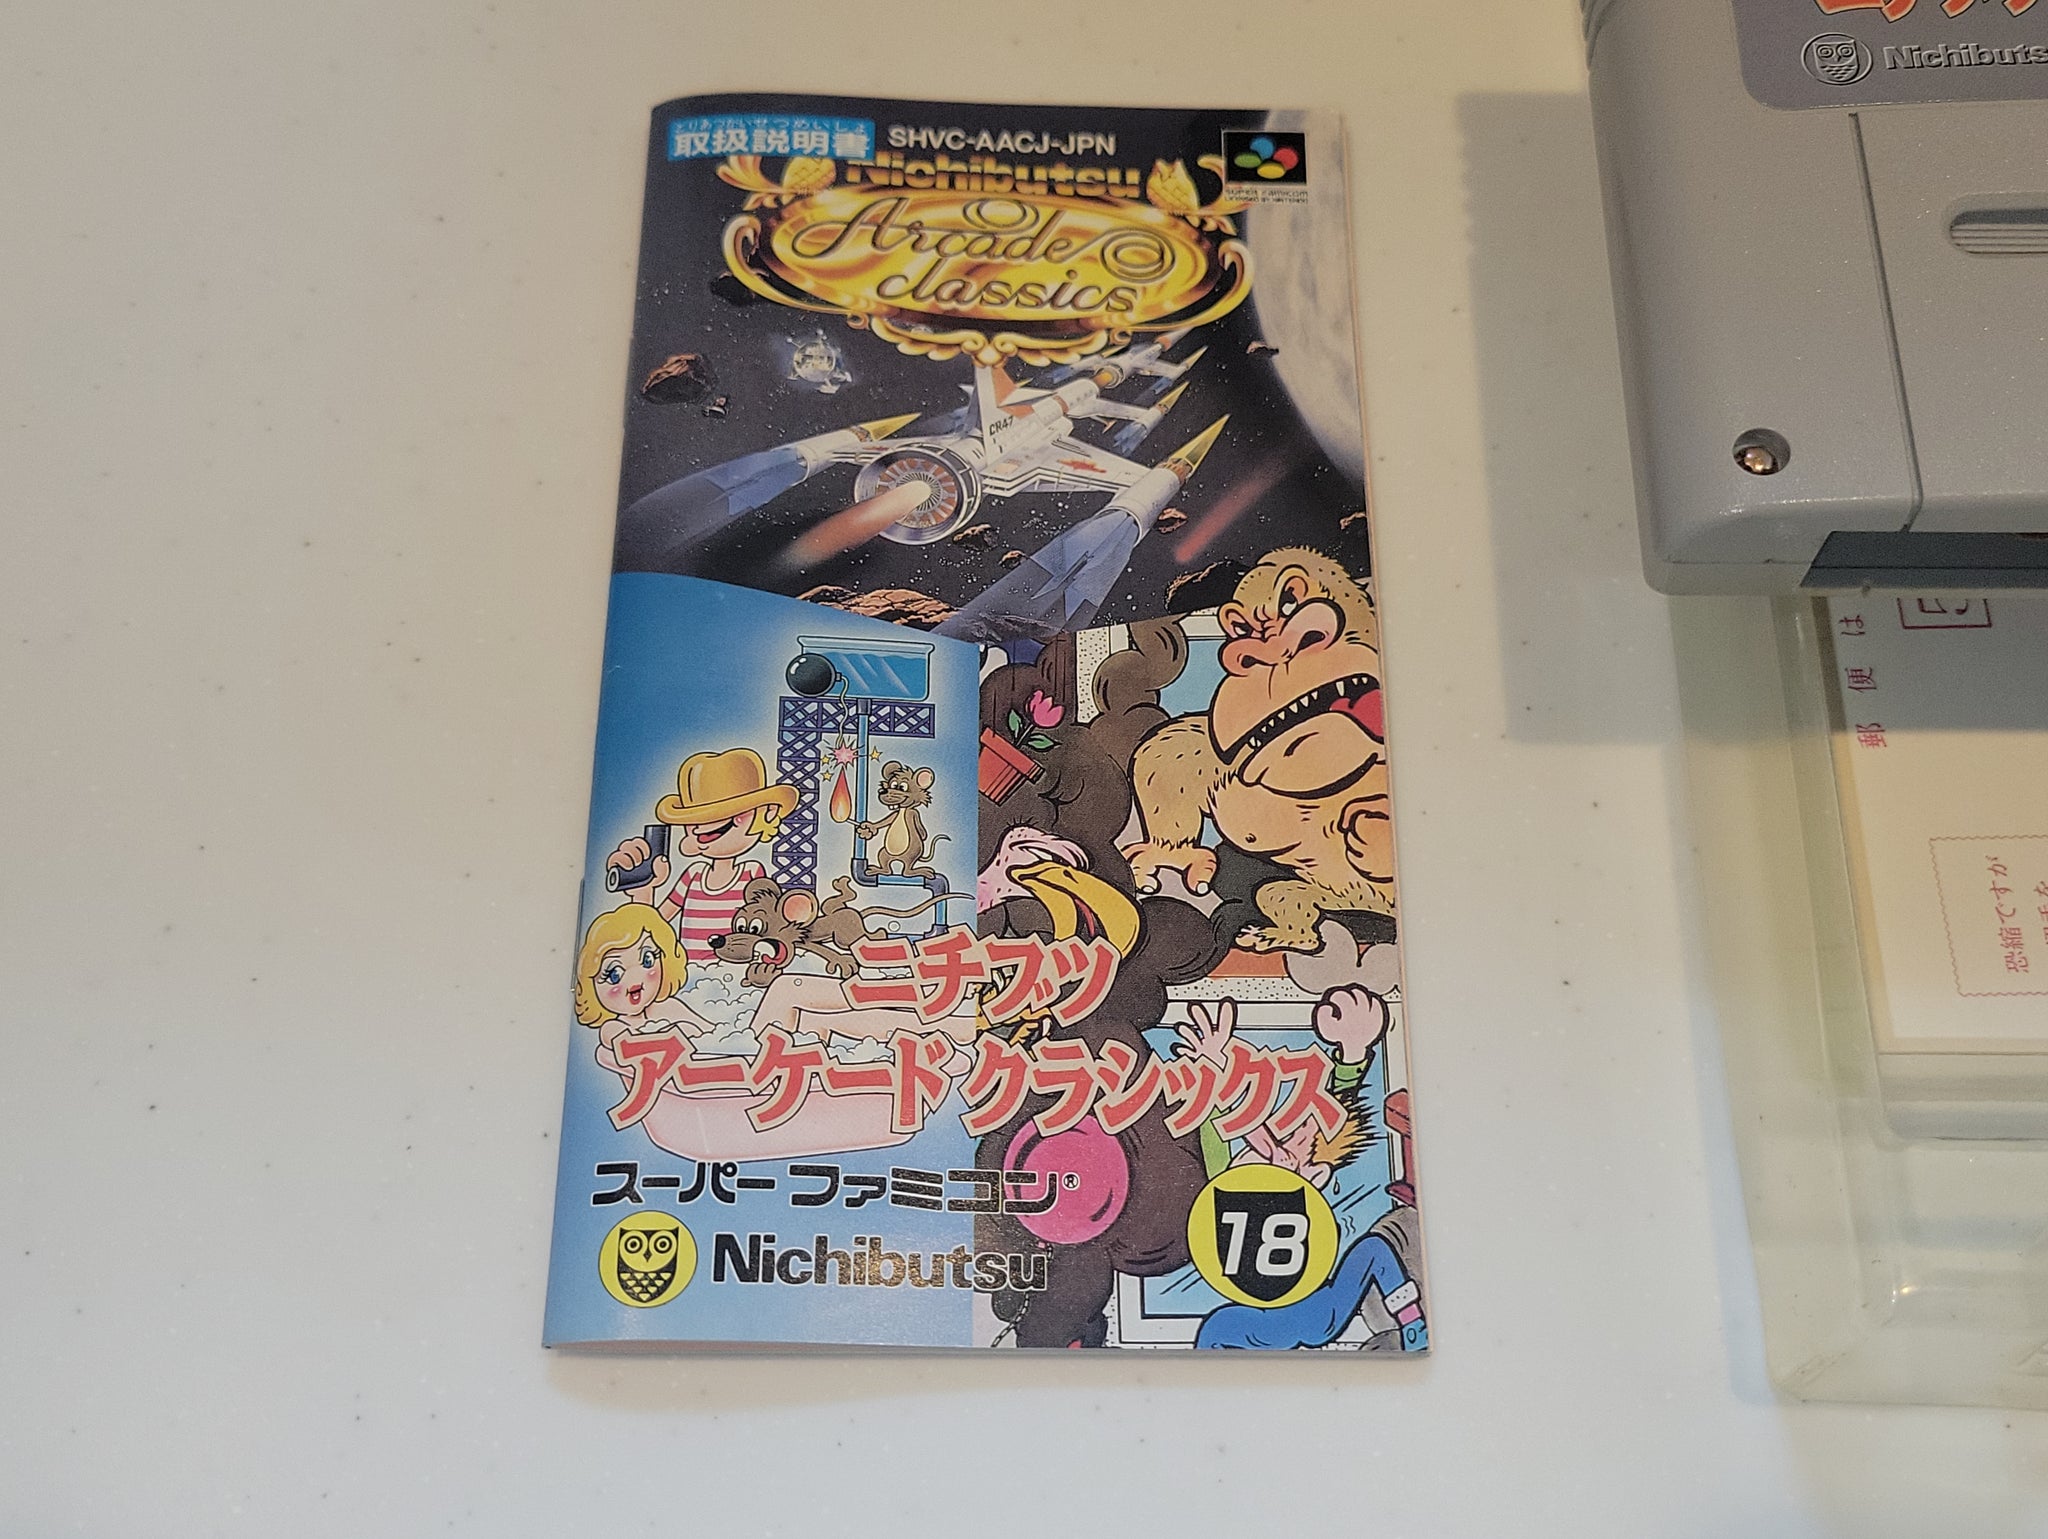 とりあつかいせつめいしょ
取扱説明書
SHVC-AACJ-JPN
Nichibutsu
Arcade
classics
SUPER FAMICOM
LICENSED BY NINTENDO
CR47
ニチブツ
アーケードクラシックス
スーパーファミコン®
Nichibutsu
18
Nichibuts
郵便は
恐縮ですが